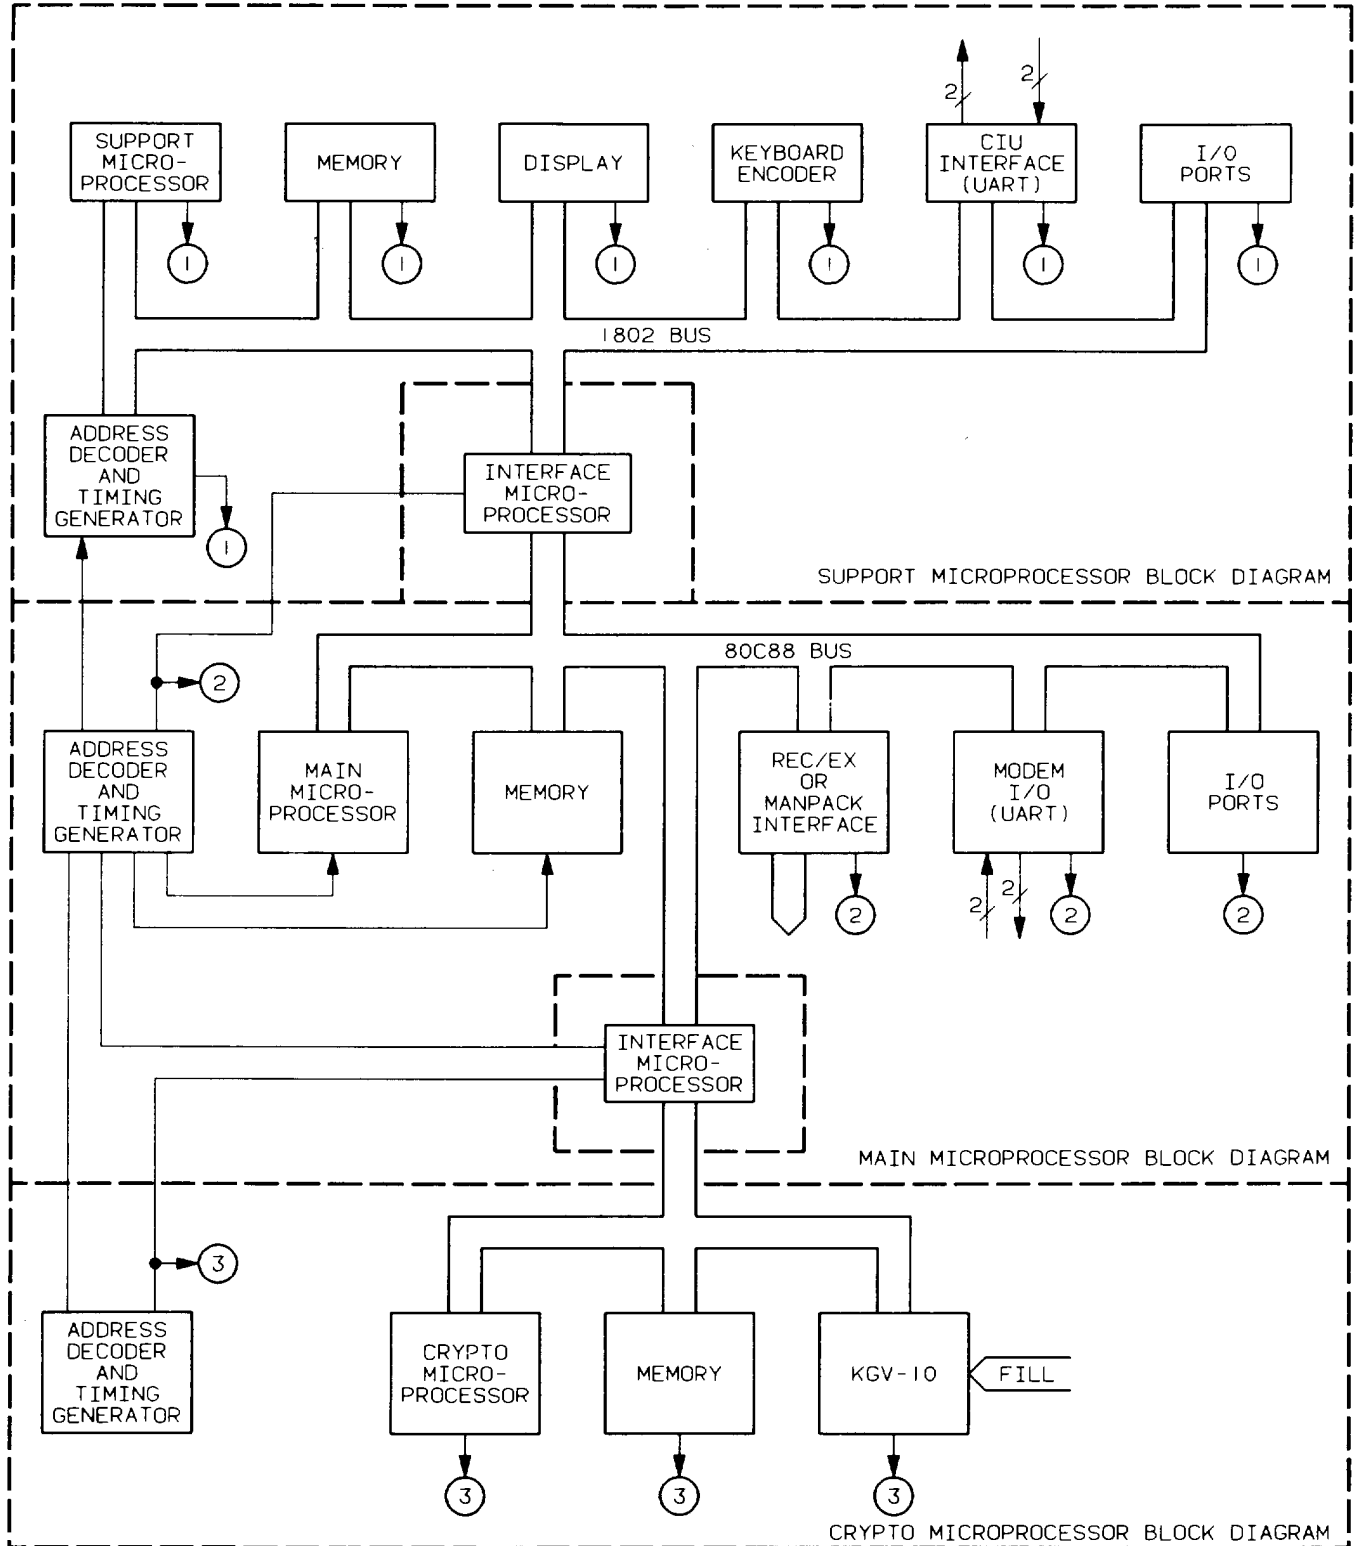 2
2
SUPPORT
MICRO-
PROCESSOR
MEMORY
DISPLAY
KEYBOARD
ENCODER
CIU
INTERFACE
(UART)
I/O
PORTS
1
1
1
1
1
1
1802 BUS
ADDRESS
DECODER
AND
TIMING
GENERATOR
1
INTERFACE
MICRO-
PROCESSOR
SUPPORT MICROPROCESSOR BLOCK DIAGRAM
80C88 BUS
2
ADDRESS
DECODER
AND
TIMING
GENERATOR
MAIN
MICRO-
PROCESSOR
MEMORY
REC/EX
OR
MANPACK
INTERFACE
MODEM
I/O
(UART)
I/O
PORTS
2
2
2
2
2
INTERFACE
MICRO-
PROCESSOR
MAIN MICROPROCESSOR BLOCK DIAGRAM
3
ADDRESS
DECODER
AND
TIMING
GENERATOR
CRYPTO
MICRO-
PROCESSOR
MEMORY
KGV-10
FILL
3
3
3
CRYPTO MICROPROCESSOR BLOCK DIAGRAM